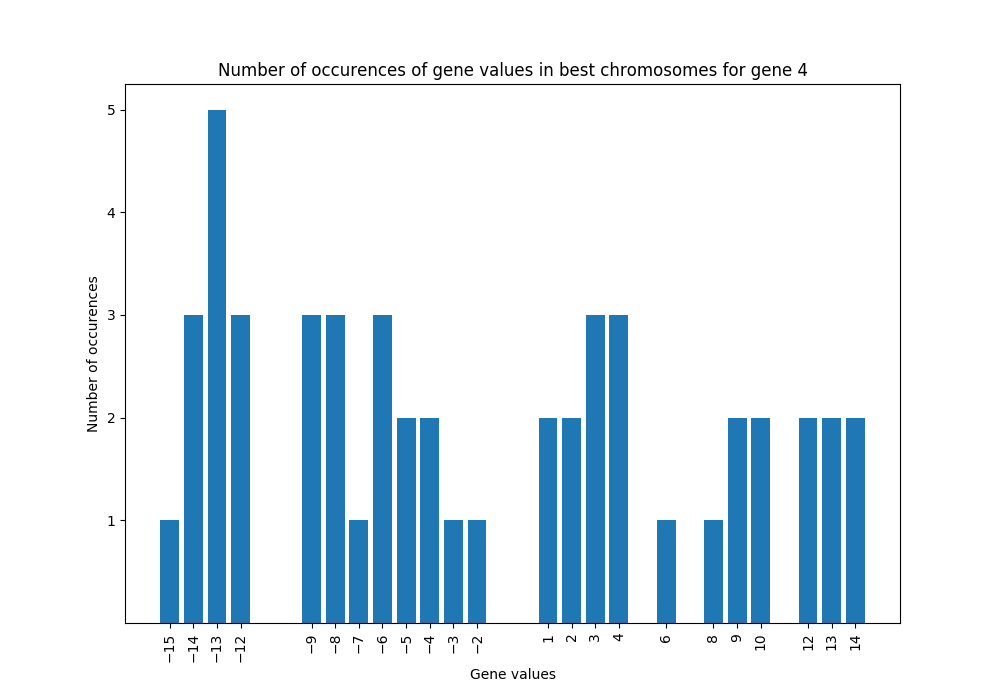 Number of occurences of gene values in best chromosomes for gene 4
5
4
3
2
1
Number of occurences
−15 −14 −13 −12 −9 −8 −7 −6 −5 −4 −3 −2 1 2 3 4 6 8 9 10 12 13 14
Gene values